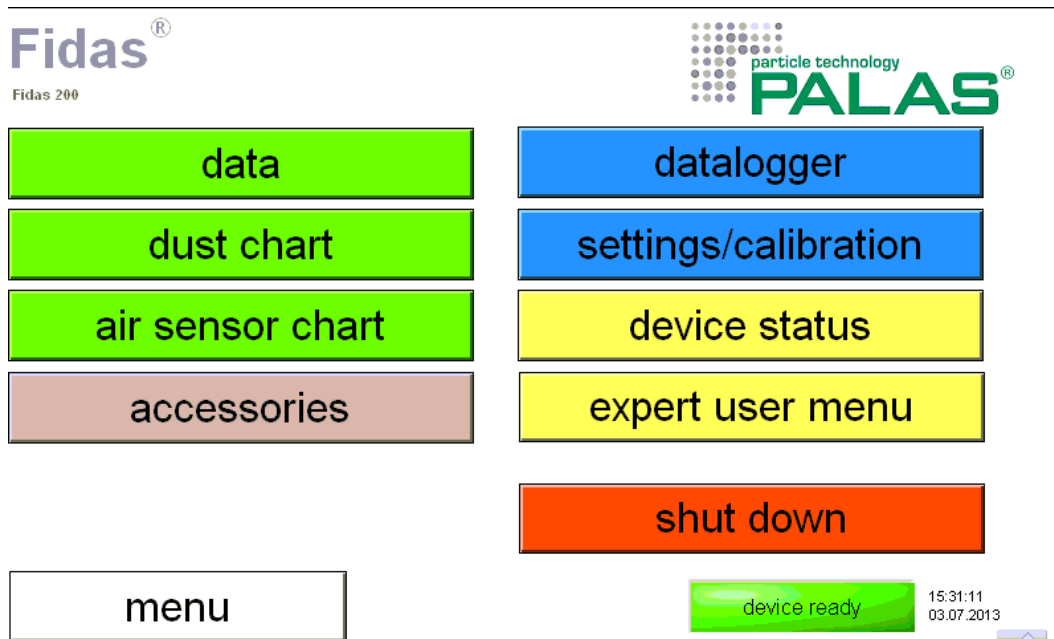 Fidas®
Fidas 200
particle technology
PALAS®
data
datalogger
dust chart
settings/calibration
air sensor chart
device status
accessories
expert user menu
shut down
menu
device ready
15:31:11
03.07.2013